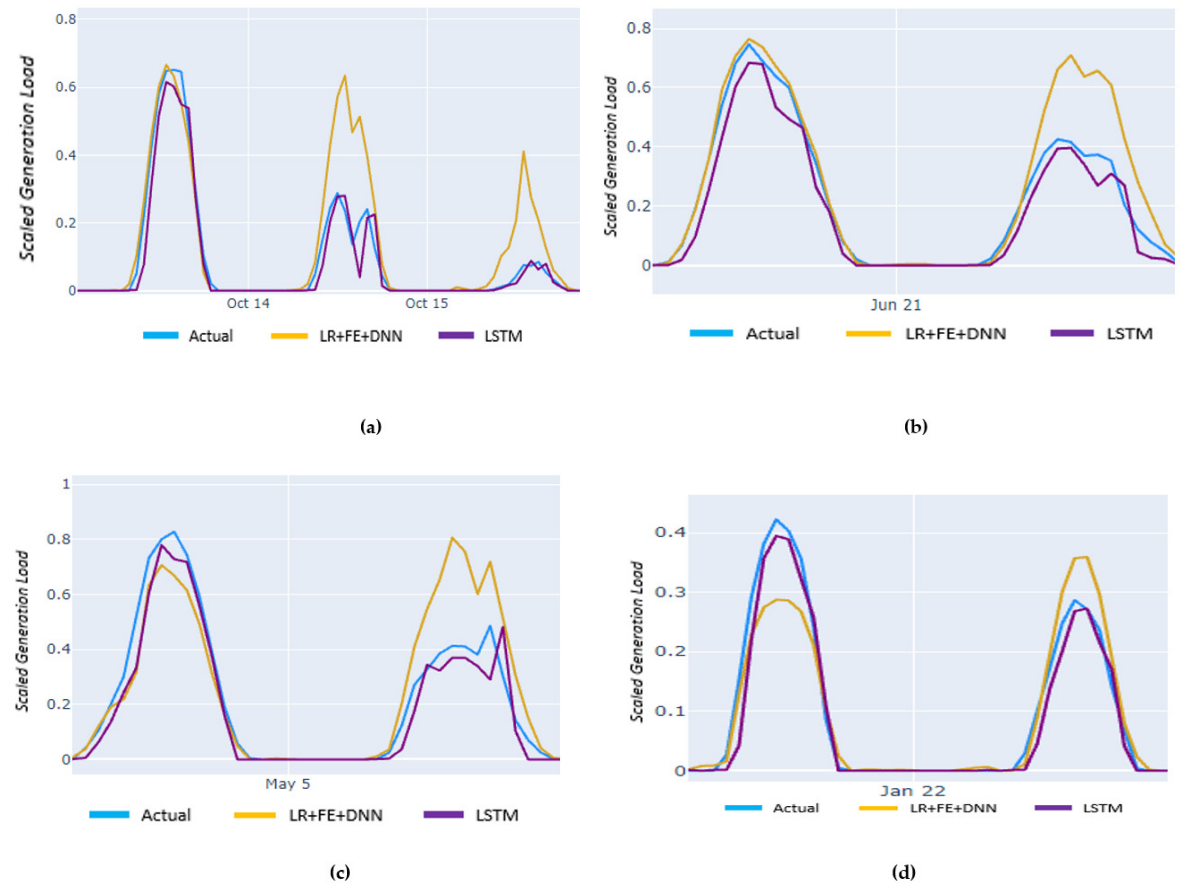 Scaled Generation Load
0.8
0.6
0.4
0.2
0
Oct 14
Oct 15
Actual
LR+FE+DNN
LSTM
(a)
Scaled Generation Load
0.8
0.6
0.4
0.2
0
Jun 21
Actual
LR+FE+DNN
LSTM
(b)
Scaled Generation Load
1
0.8
0.6
0.4
0.2
0
May 5
Actual
LR+FE+DNN
LSTM
(c)
Scaled Generation Load
0.4
0.3
0.2
0.1
0
Jan 22
Actual
LR+FE+DNN
LSTM
(d)